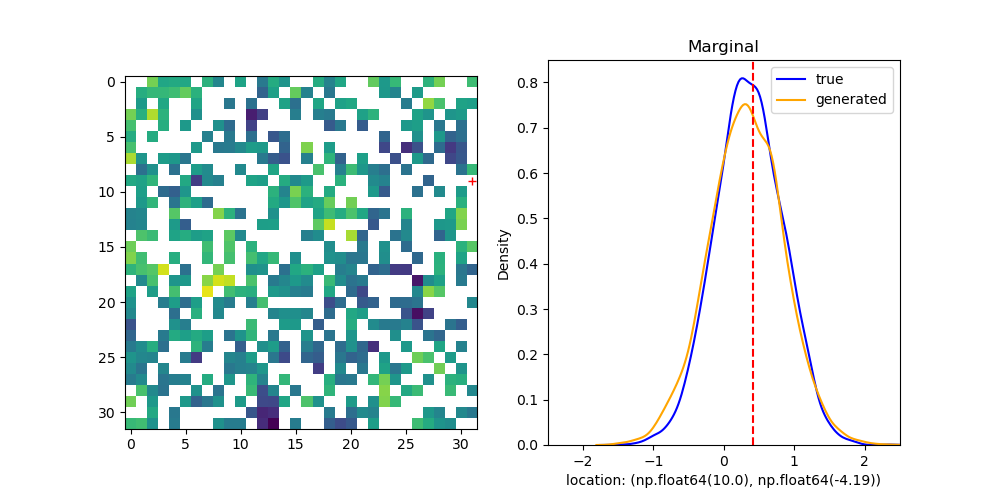 0
5
10
15
20
25
30
0 5 10 15 20 25 30
Marginal
true
generated
Density
0.8
0.7
0.6
0.5
0.4
0.3
0.2
0.1
0.0
−2 −1 0 1 2
location: (np.float64(10.0), np.float64(-4.19))